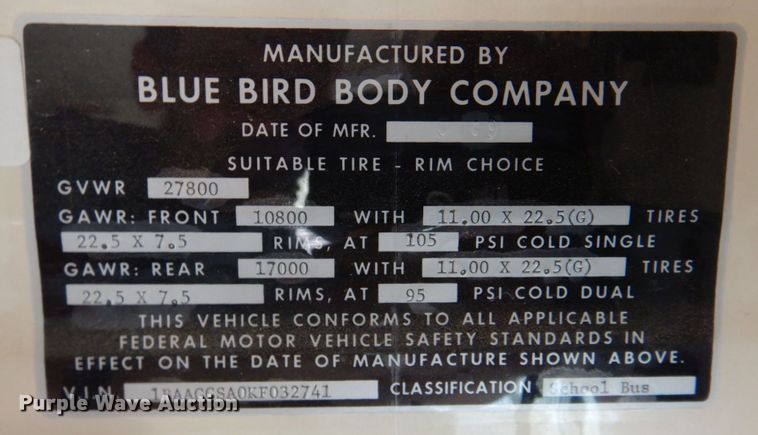 MANUFACTURED BY
BLUE BIRD BODY COMPANY
DATE OF MFR.
SUITABLE TIRE - RIM CHOICE
GVWR 27800
GAWR: FRONT 10800 WITH 11.00 X 22.5(G) TIRES
22.5 X 7.5 RIMS, AT 105 PSI COLD SINGLE
GAWR: REAR 17000 WITH 11.00 X 22.5(G) TIRES
22.5 X 7.5 RIMS, AT 95 PSI COLD DUAL
THIS VEHICLE CONFORMS TO ALL APPLICABLE
FEDERAL MOTOR VEHICLE SAFETY STANDARDS IN
EFFECT ON THE DATE OF MANUFACTURE SHOWN ABOVE.
V.I.N. 1BAAGGSA0KF032741 CLASSIFICATION School Bus
Purple Wave Auction
Purple Wave Auction